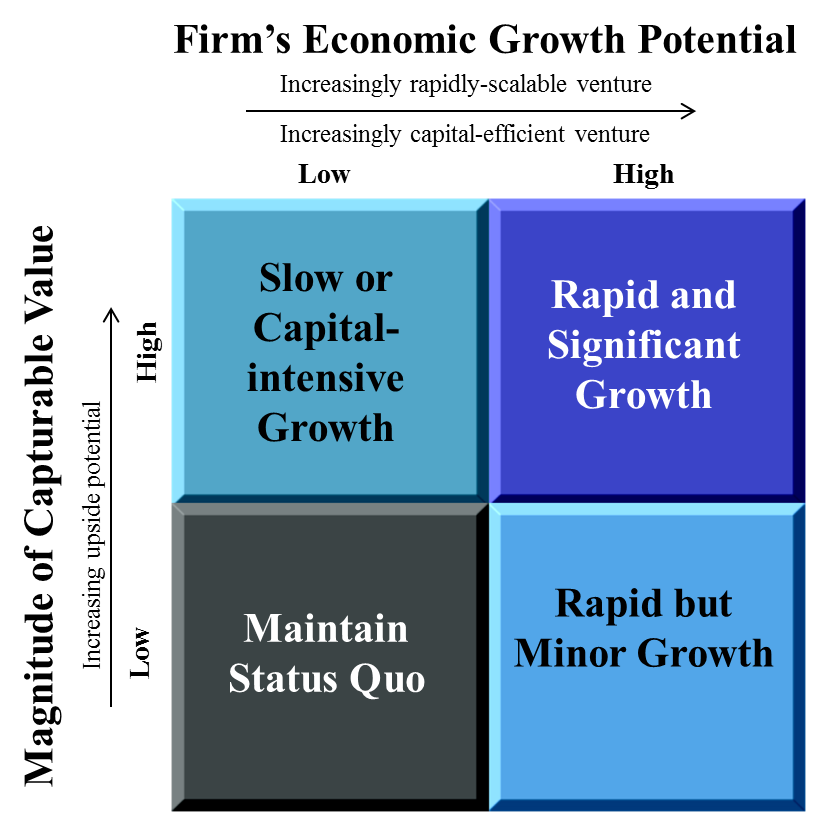 Firm’s Economic Growth Potential
Increasingly rapidly-scalable venture
Increasingly capital-efficient venture
Low
High
Magnitude of Capturable Value
Increasing upside potential
High
Low
Slow or
Capital-
intensive
Growth
Rapid and
Significant
Growth
Maintain
Status Quo
Rapid but
Minor Growth